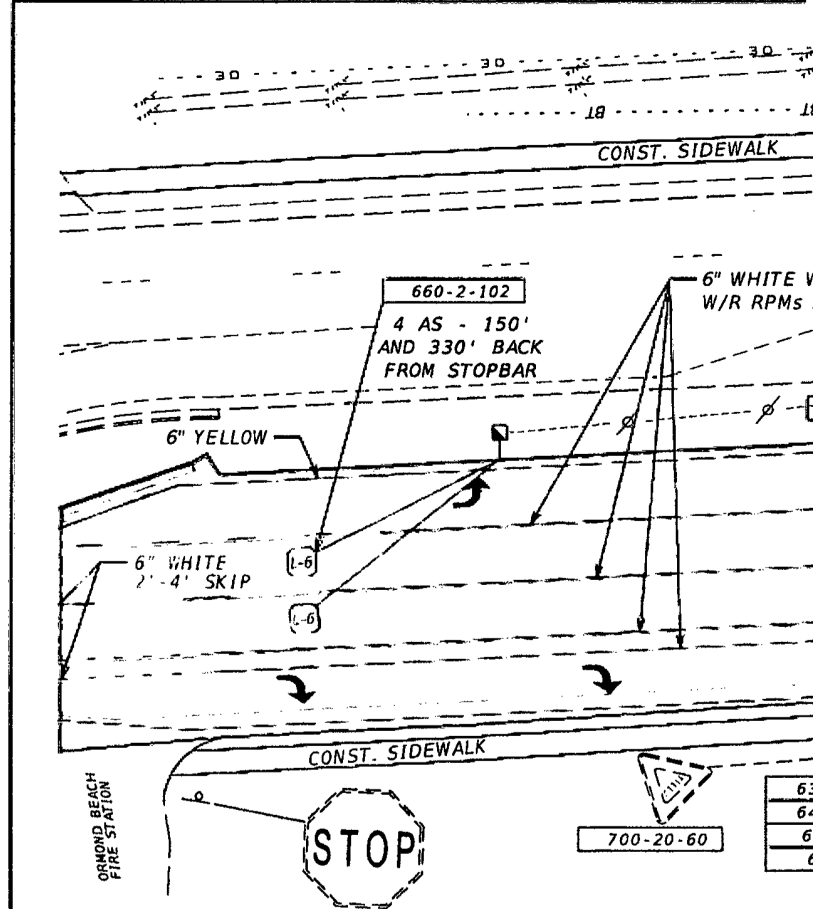 30
30
30
BT
CONST. SIDEWALK
660-2-102
4 AS - 150'
AND 330' BACK
FROM STOPBAR
6" WHITE
W/R RPMs
6" YELLOW
6" WHITE
2'-4' SKIP
L-6
L-6
CONST. SIDEWALK
ORMOND BEACH
FIRE STATION
STOP
700-20-60